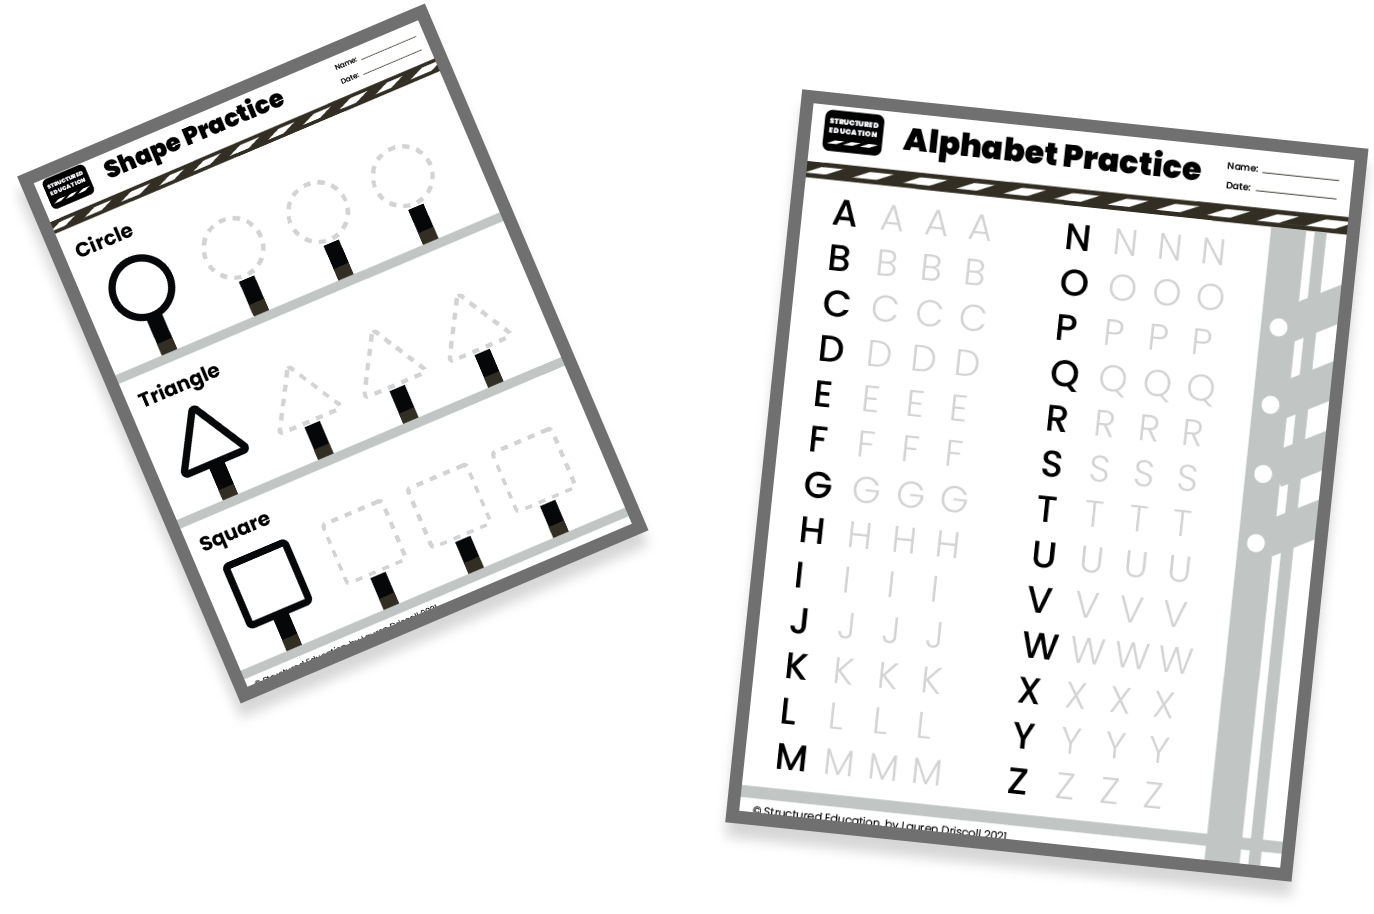 STRUCTURED
EDUCATION
Shape Practice
Name:
Date:
Circle
Triangle
Square
© Structured Education, by Lauren Driscoll 2021
STRUCTURED
EDUCATION
Alphabet Practice
Name:
Date:
A A A A
B B B B
C C C C
D D D D
E E E E
F F F F
G G G G
H H H H
I I I I
J J J J
K K K K
L L L L
M M M M
N N N N
O O O O
P P P P
Q Q Q Q
R R R R
S S S S
T T T T
U U U U
V V V V
W W W W
X X X X
Y Y Y Y
Z Z Z Z
© Structured Education, by Lauren Driscoll 2021